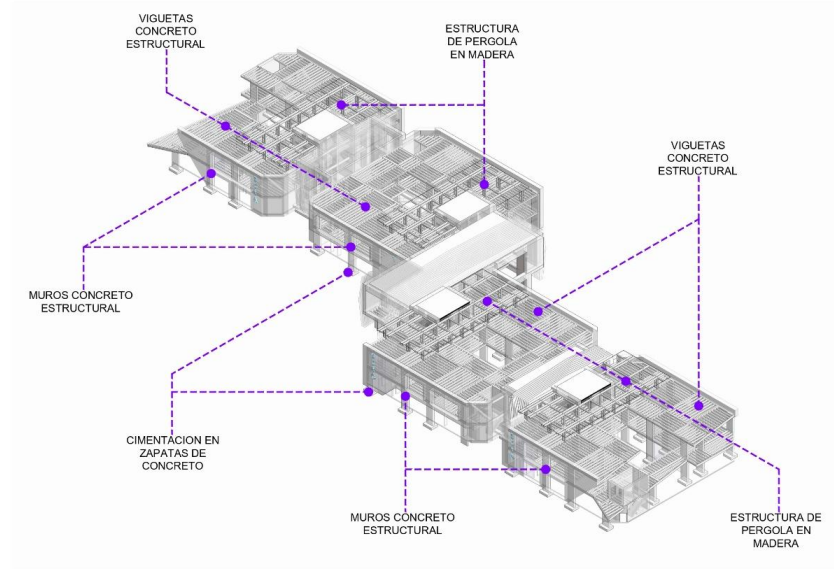 VIGUETAS
CONCRETO
ESTRUCTURAL
ESTRUCTURA
DE PERGOLA
EN MADERA
VIGUETAS
CONCRETO
ESTRUCTURAL
MUROS CONCRETO
ESTRUCTURAL
CIMENTACION EN
ZAPATAS DE
CONCRETO
MUROS CONCRETO
ESTRUCTURAL
ESTRUCTURA DE
PERGOLA EN
MADERA